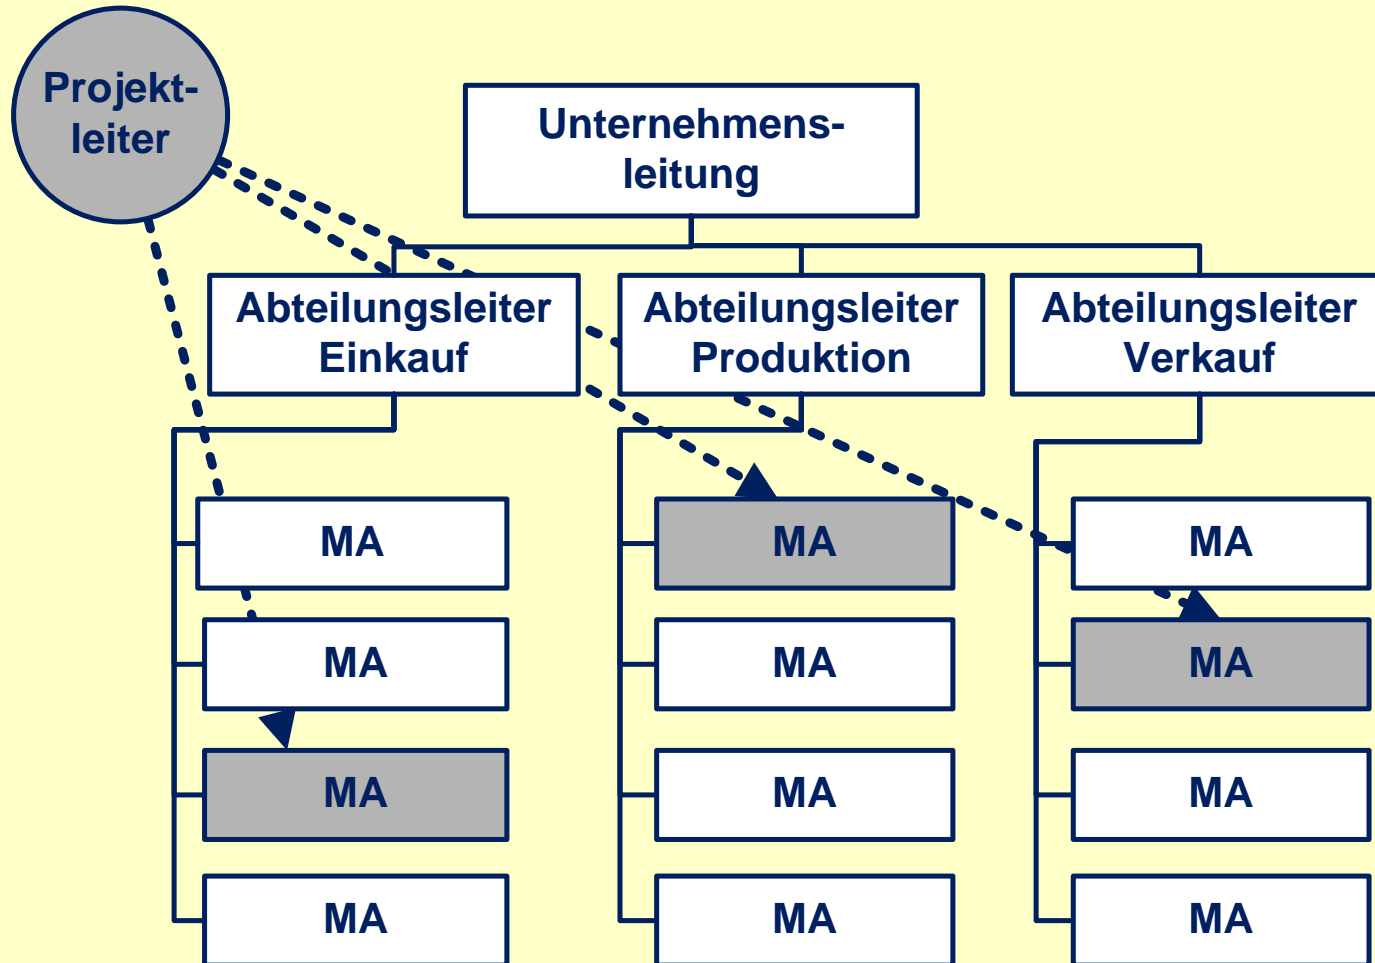 Projekt-
leiter
Unternehmens-
leitung
Abteilungsleiter
Einkauf
Abteilungsleiter
Produktion
Abteilungsleiter
Verkauf
MA
MA
MA
MA
MA
MA
MA
MA
MA
MA
MA
MA